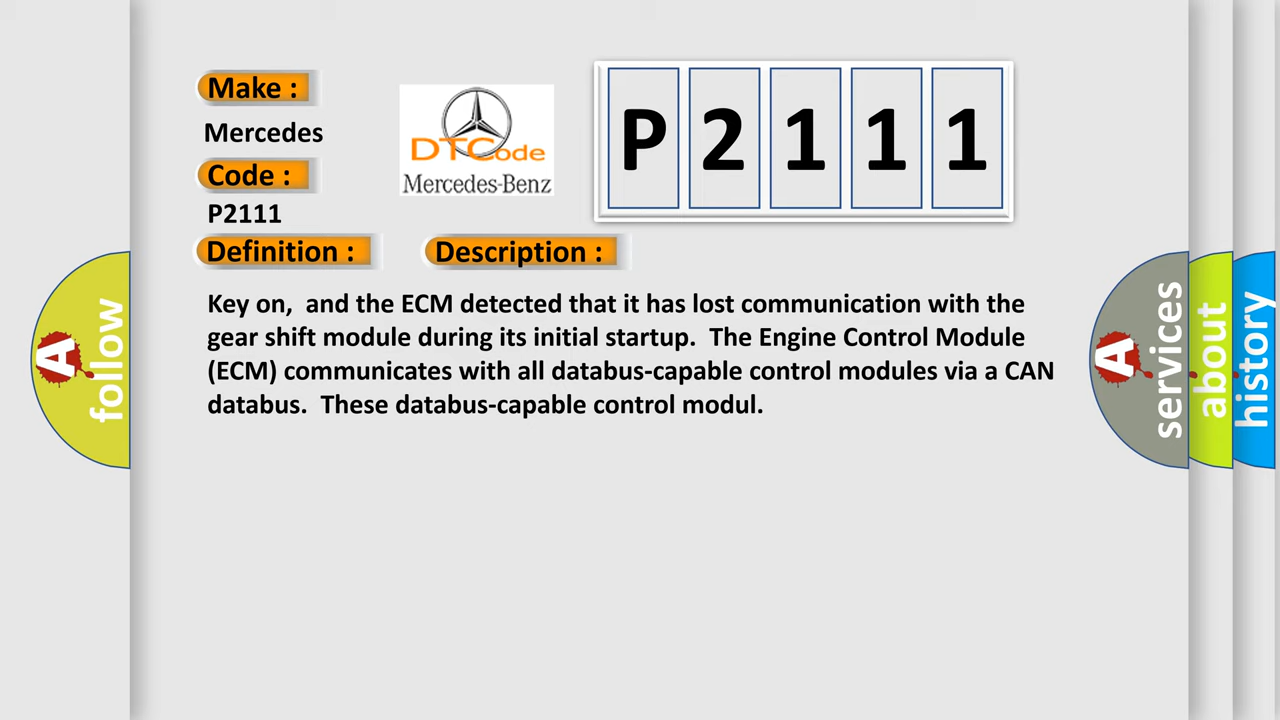 Make :
Mercedes
Code :
P2111
DTCode
Mercedes-Benz
P 2 1 1 1
Definition :
Description :
Key on,  and the ECM detected that it has lost communication with the
gear shift module during its initial startup  The Engine Control Module
(ECM) communicates with all databus-capable control modules via a CAN
databus  These databus-capable control modul.
A
follow
A
services
about
history